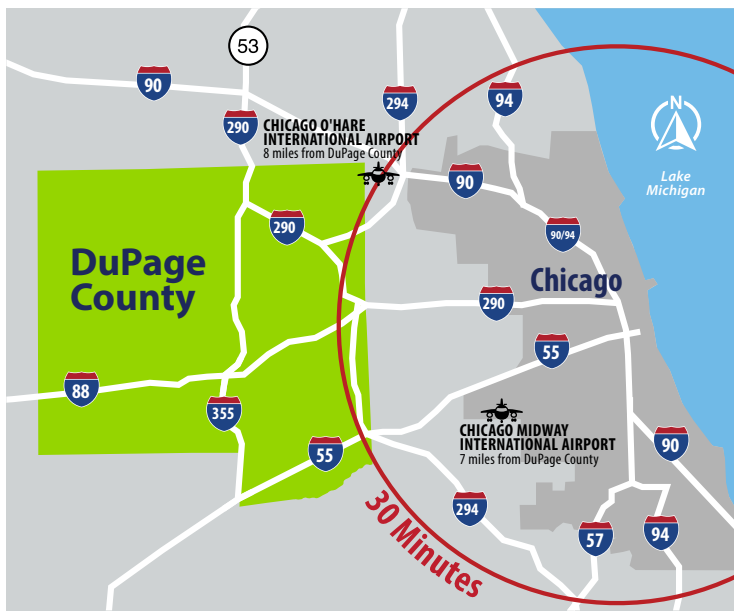 53
90
294
94
N
290
CHICAGO O'HARE
INTERNATIONAL AIRPORT
8 miles from DuPage County
90
Lake
Michigan
290
90/94
DuPage
County
Chicago
290
55
88
355
CHICAGO MIDWAY
INTERNATIONAL AIRPORT
7 miles from DuPage County
55
90
294
30 Minutes
57
94